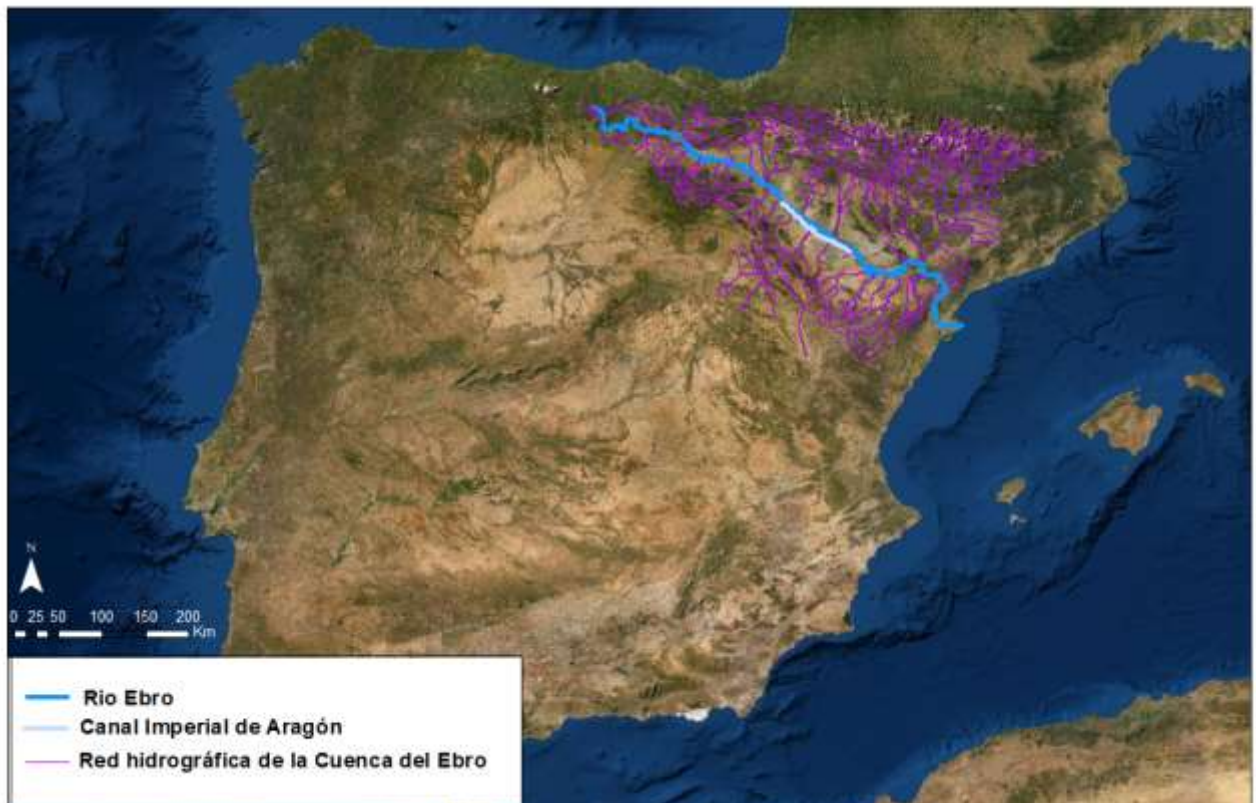 N
0 25 50 100 150 200
Km
Rio Ebro
Canal Imperial de Aragón
Red hidrográfica de la Cuenca del Ebro